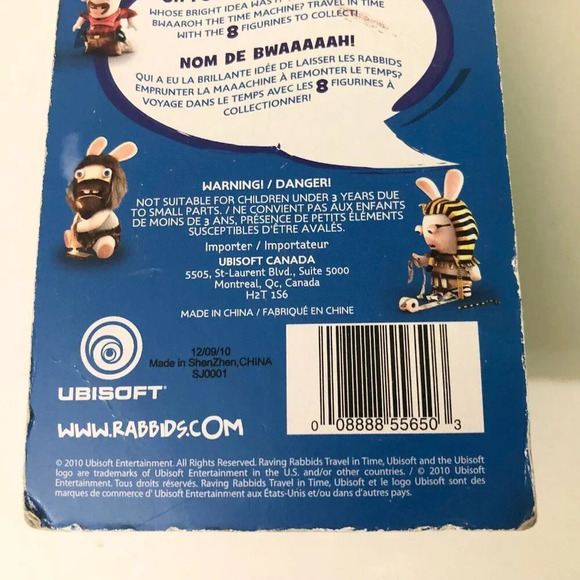 WHOSE BRIGHT IDEA WAS IT
BWAAROH THE TIME MACHINE? TRAVEL IN TIME
WITH THE 8 FIGURINES TO COLLECT!
NOM DE BWAAAAAH!
QUI A EU LA BRILLANTE IDÉE DE LAISSER LES RABBIDS
EMPRUNTER LA MAAACHINE À REMONTER LE TEMPS?
VOYAGE DANS LE TEMPS AVEC LES 8 FIGURINES À
COLLECTIONNER!
WARNING! / DANGER!
NOT SUITABLE FOR CHILDREN UNDER 3 YEARS DUE
TO SMALL PARTS. / NE CONVIENT PAS AUX ENFANTS
DE MOINS DE 3 ANS, PRÉSENCE DE PETITS ÉLÉMENTS
SUSCEPTIBLES D'ÊTRE AVALÉS.
Importer / Importateur
UBISOFT CANADA
5505, St-Laurent Blvd., Suite 5000
Montreal, Qc, Canada
H2T 1S6
MADE IN CHINA / FABRIQUÉ EN CHINE
12/09/10
Made in ShenZhen,CHINA
SJ0001
UBISOFT
WWW.RABBIDS.COM
0 08888 55650 3
© 2010 Ubisoft Entertainment. All Rights Reserved. Raving Rabbids Travel in Time, Ubisoft and the Ubisoft
logo are trademarks of Ubisoft Entertainment in the U.S. and/or other countries. / © 2010 Ubisoft
Entertainment. Tous droits réservés. Raving Rabbids Travel in Time, Ubisoft et le logo Ubisoft sont des
marques de commerce d' Ubisoft Entertainment aux États-Unis et/ou dans d'autres pays.